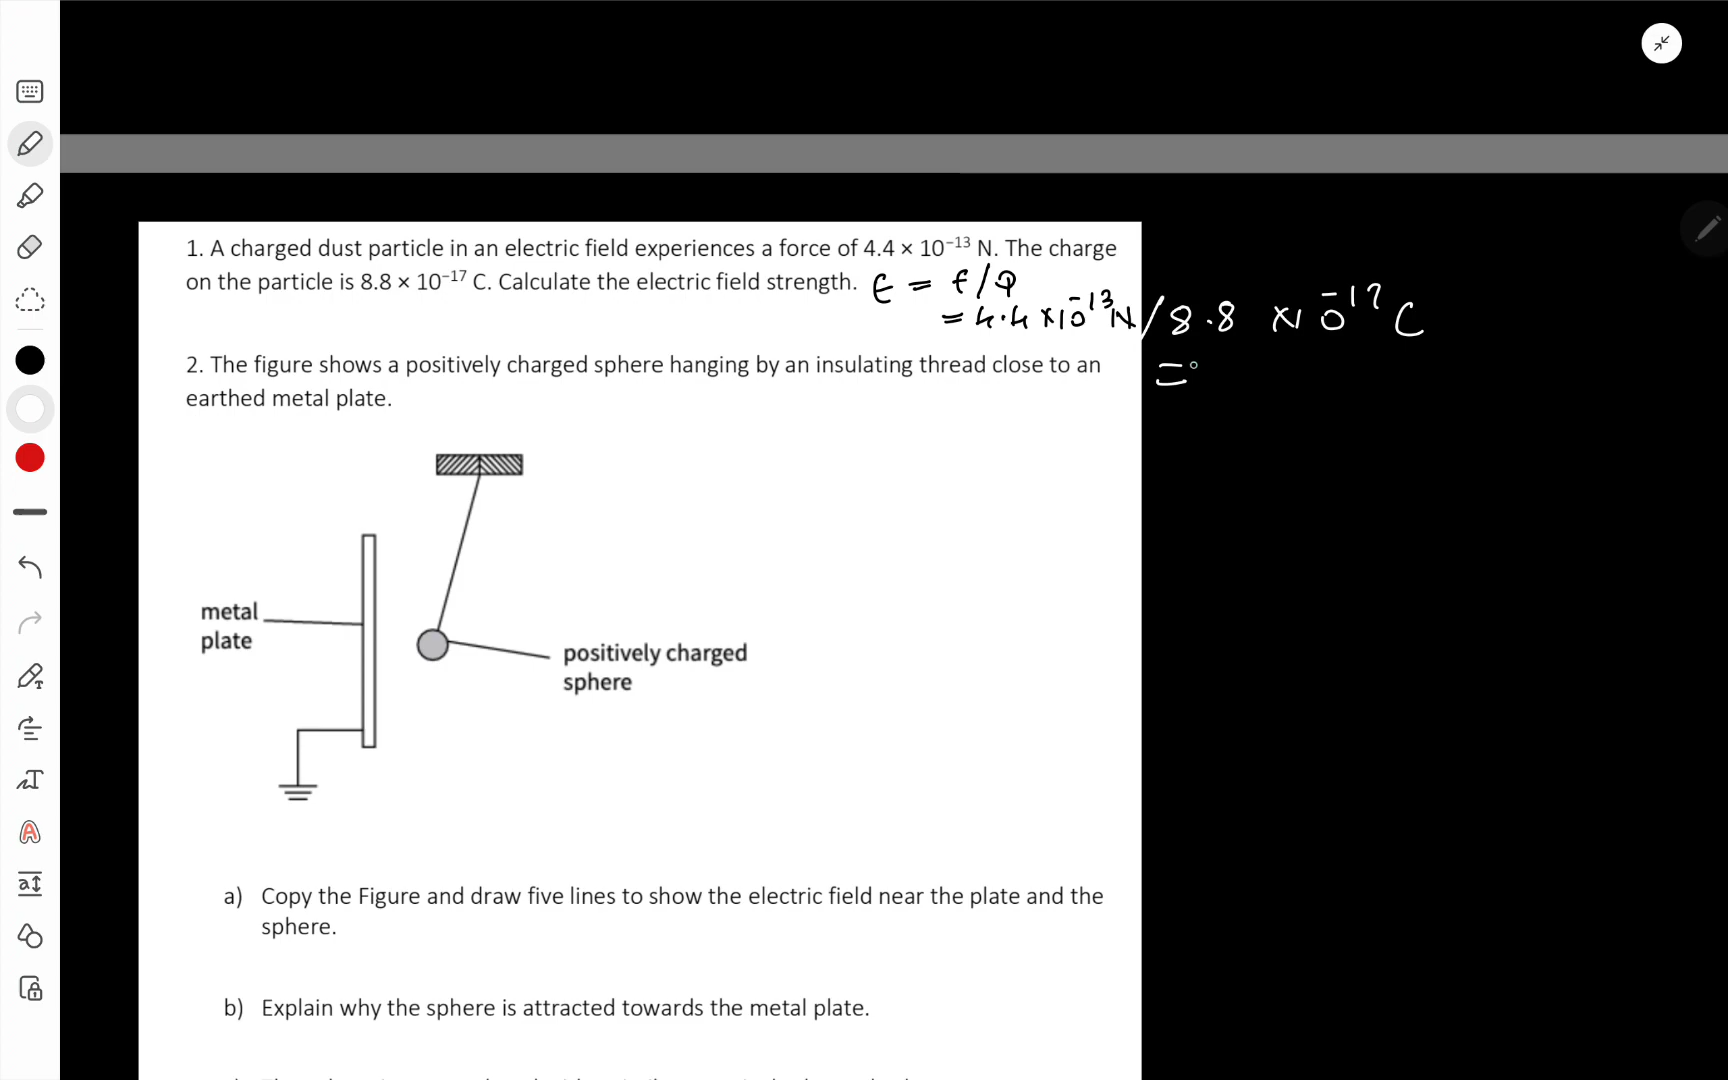 1. A charged dust particle in an electric field experiences a force of 4.4 × 10⁻¹³ N. The charge
on the particle is 8.8 × 10⁻¹⁷ C. Calculate the electric field strength.
E = F/Q
= 4.4 × 10⁻¹³ N / 8.8 × 10⁻¹⁷ C
=
2. The figure shows a positively charged sphere hanging by an insulating thread close to an
earthed metal plate.
metal
plate
positively charged
sphere
a) Copy the Figure and draw five lines to show the electric field near the plate and the
sphere.
b) Explain why the sphere is attracted towards the metal plate.